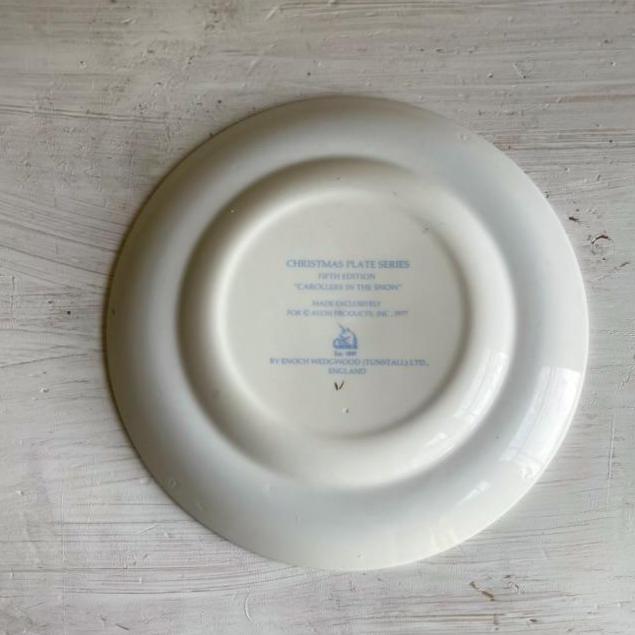 CHRISTMAS PLATE SERIES
FIFTH EDITION
"CAROLLERS IN THE SNOW"
MADE EXCLUSIVELY
FOR © AVON PRODUCTS, INC., 1977
BY ENOCH WEDGWOOD (TUNSTALL) LTD.,
ENGLAND